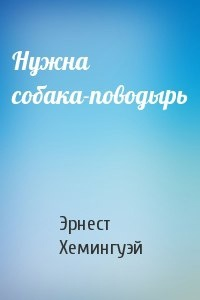 Нужна
собака-поводырь
Эрнест
Хемингуэй